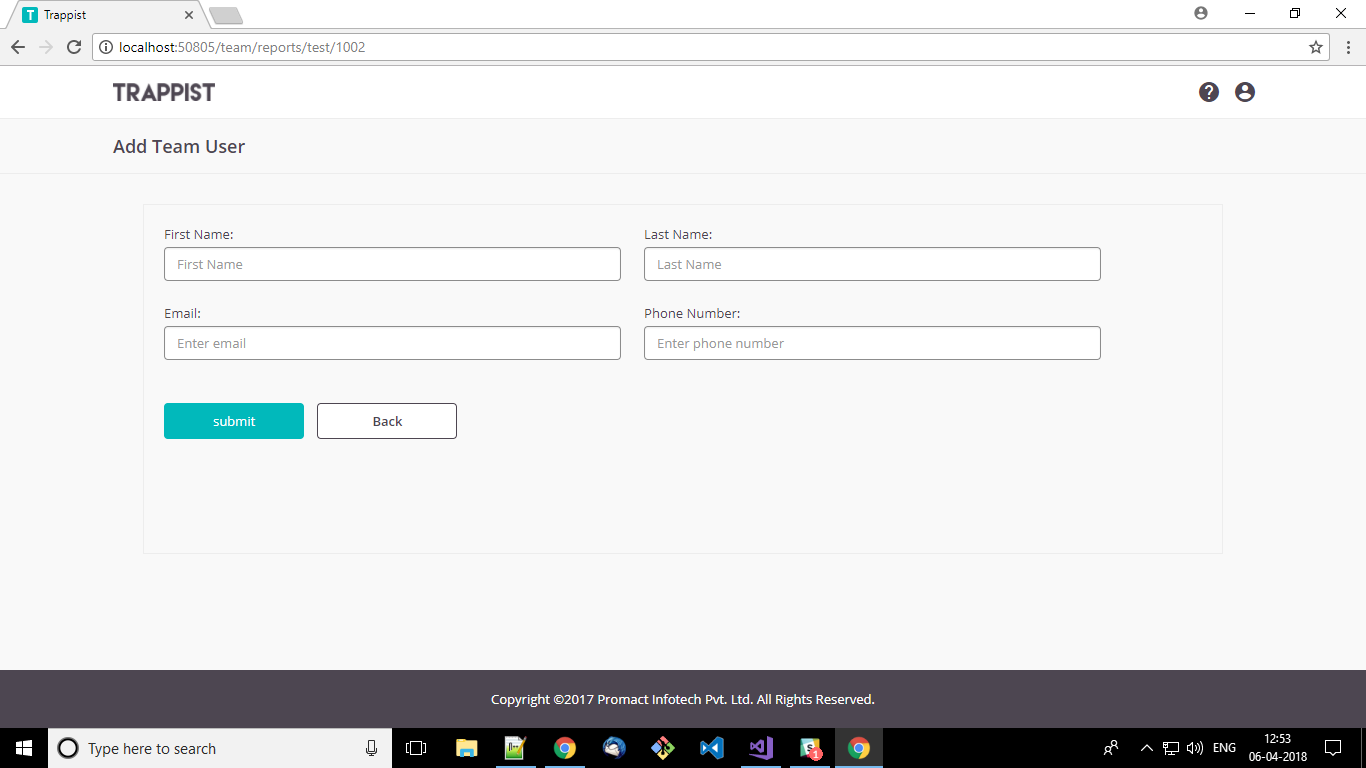 Trappist
localhost:50805/team/reports/test/1002
TRAPPIST
Add Team User
First Name:
Last Name:
First Name
Last Name
Email:
Phone Number:
Enter email
Enter phone number
submit
Back
Copyright ©2017 Promact Infotech Pvt. Ltd. All Rights Reserved.
Type here to search
ENG
12:53
06-04-2018